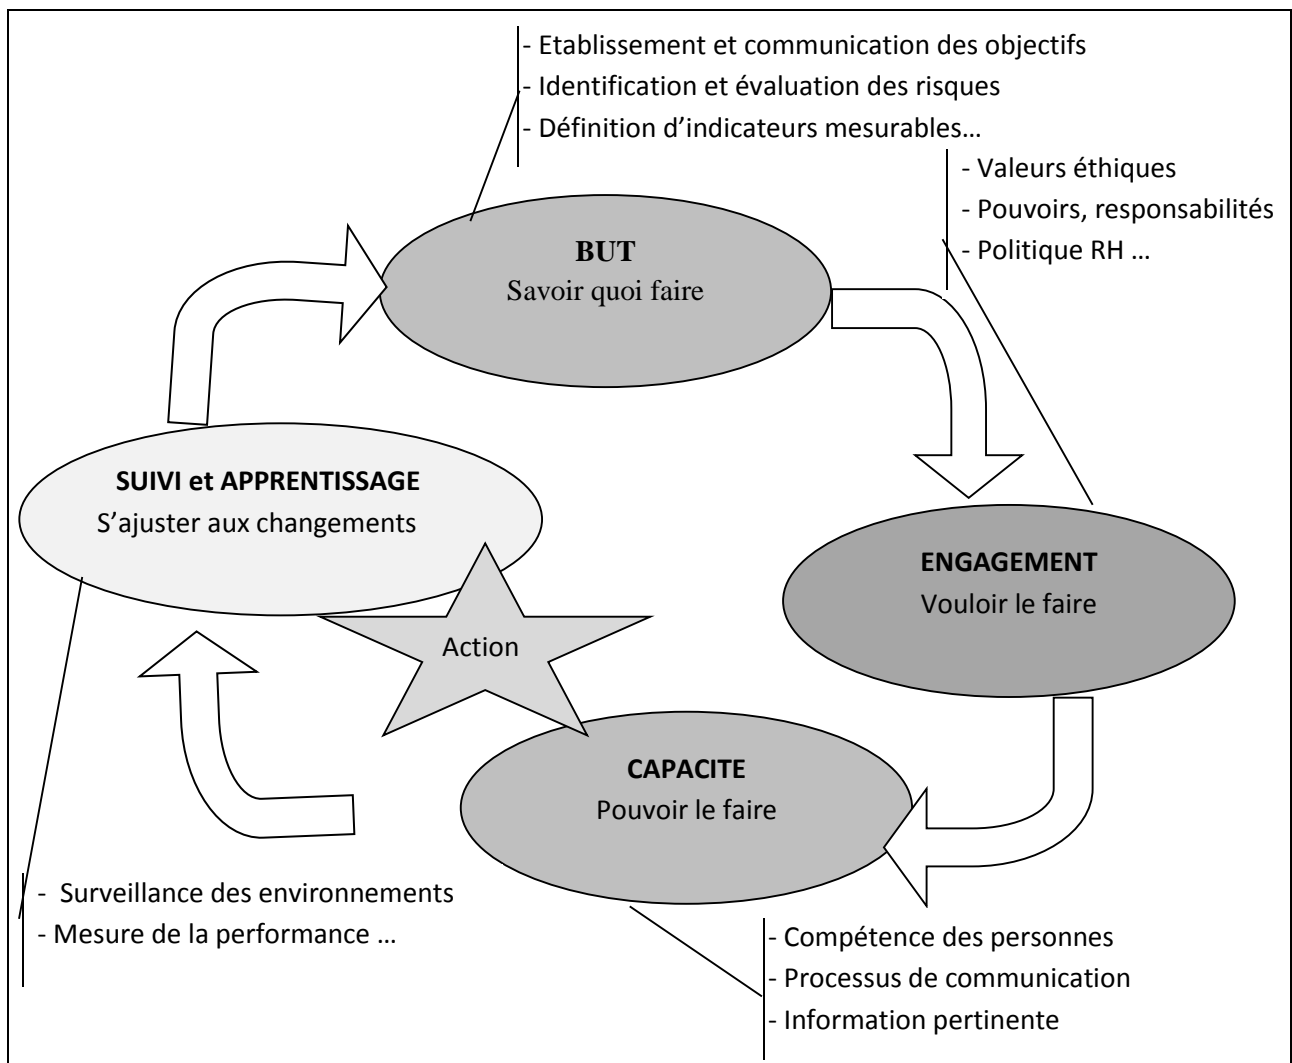 - Etablissement et communication des objectifs
- Identification et évaluation des risques
- Définition d’indicateurs mesurables…
- Valeurs éthiques
- Pouvoirs, responsabilités
- Politique RH …
BUT
Savoir quoi faire
SUIVI et APPRENTISSAGE
S’ajuster aux changements
ENGAGEMENT
Vouloir le faire
Action
CAPACITE
Pouvoir le faire
- Surveillance des environnements
- Mesure de la performance …
- Compétence des personnes
- Processus de communication
- Information pertinente